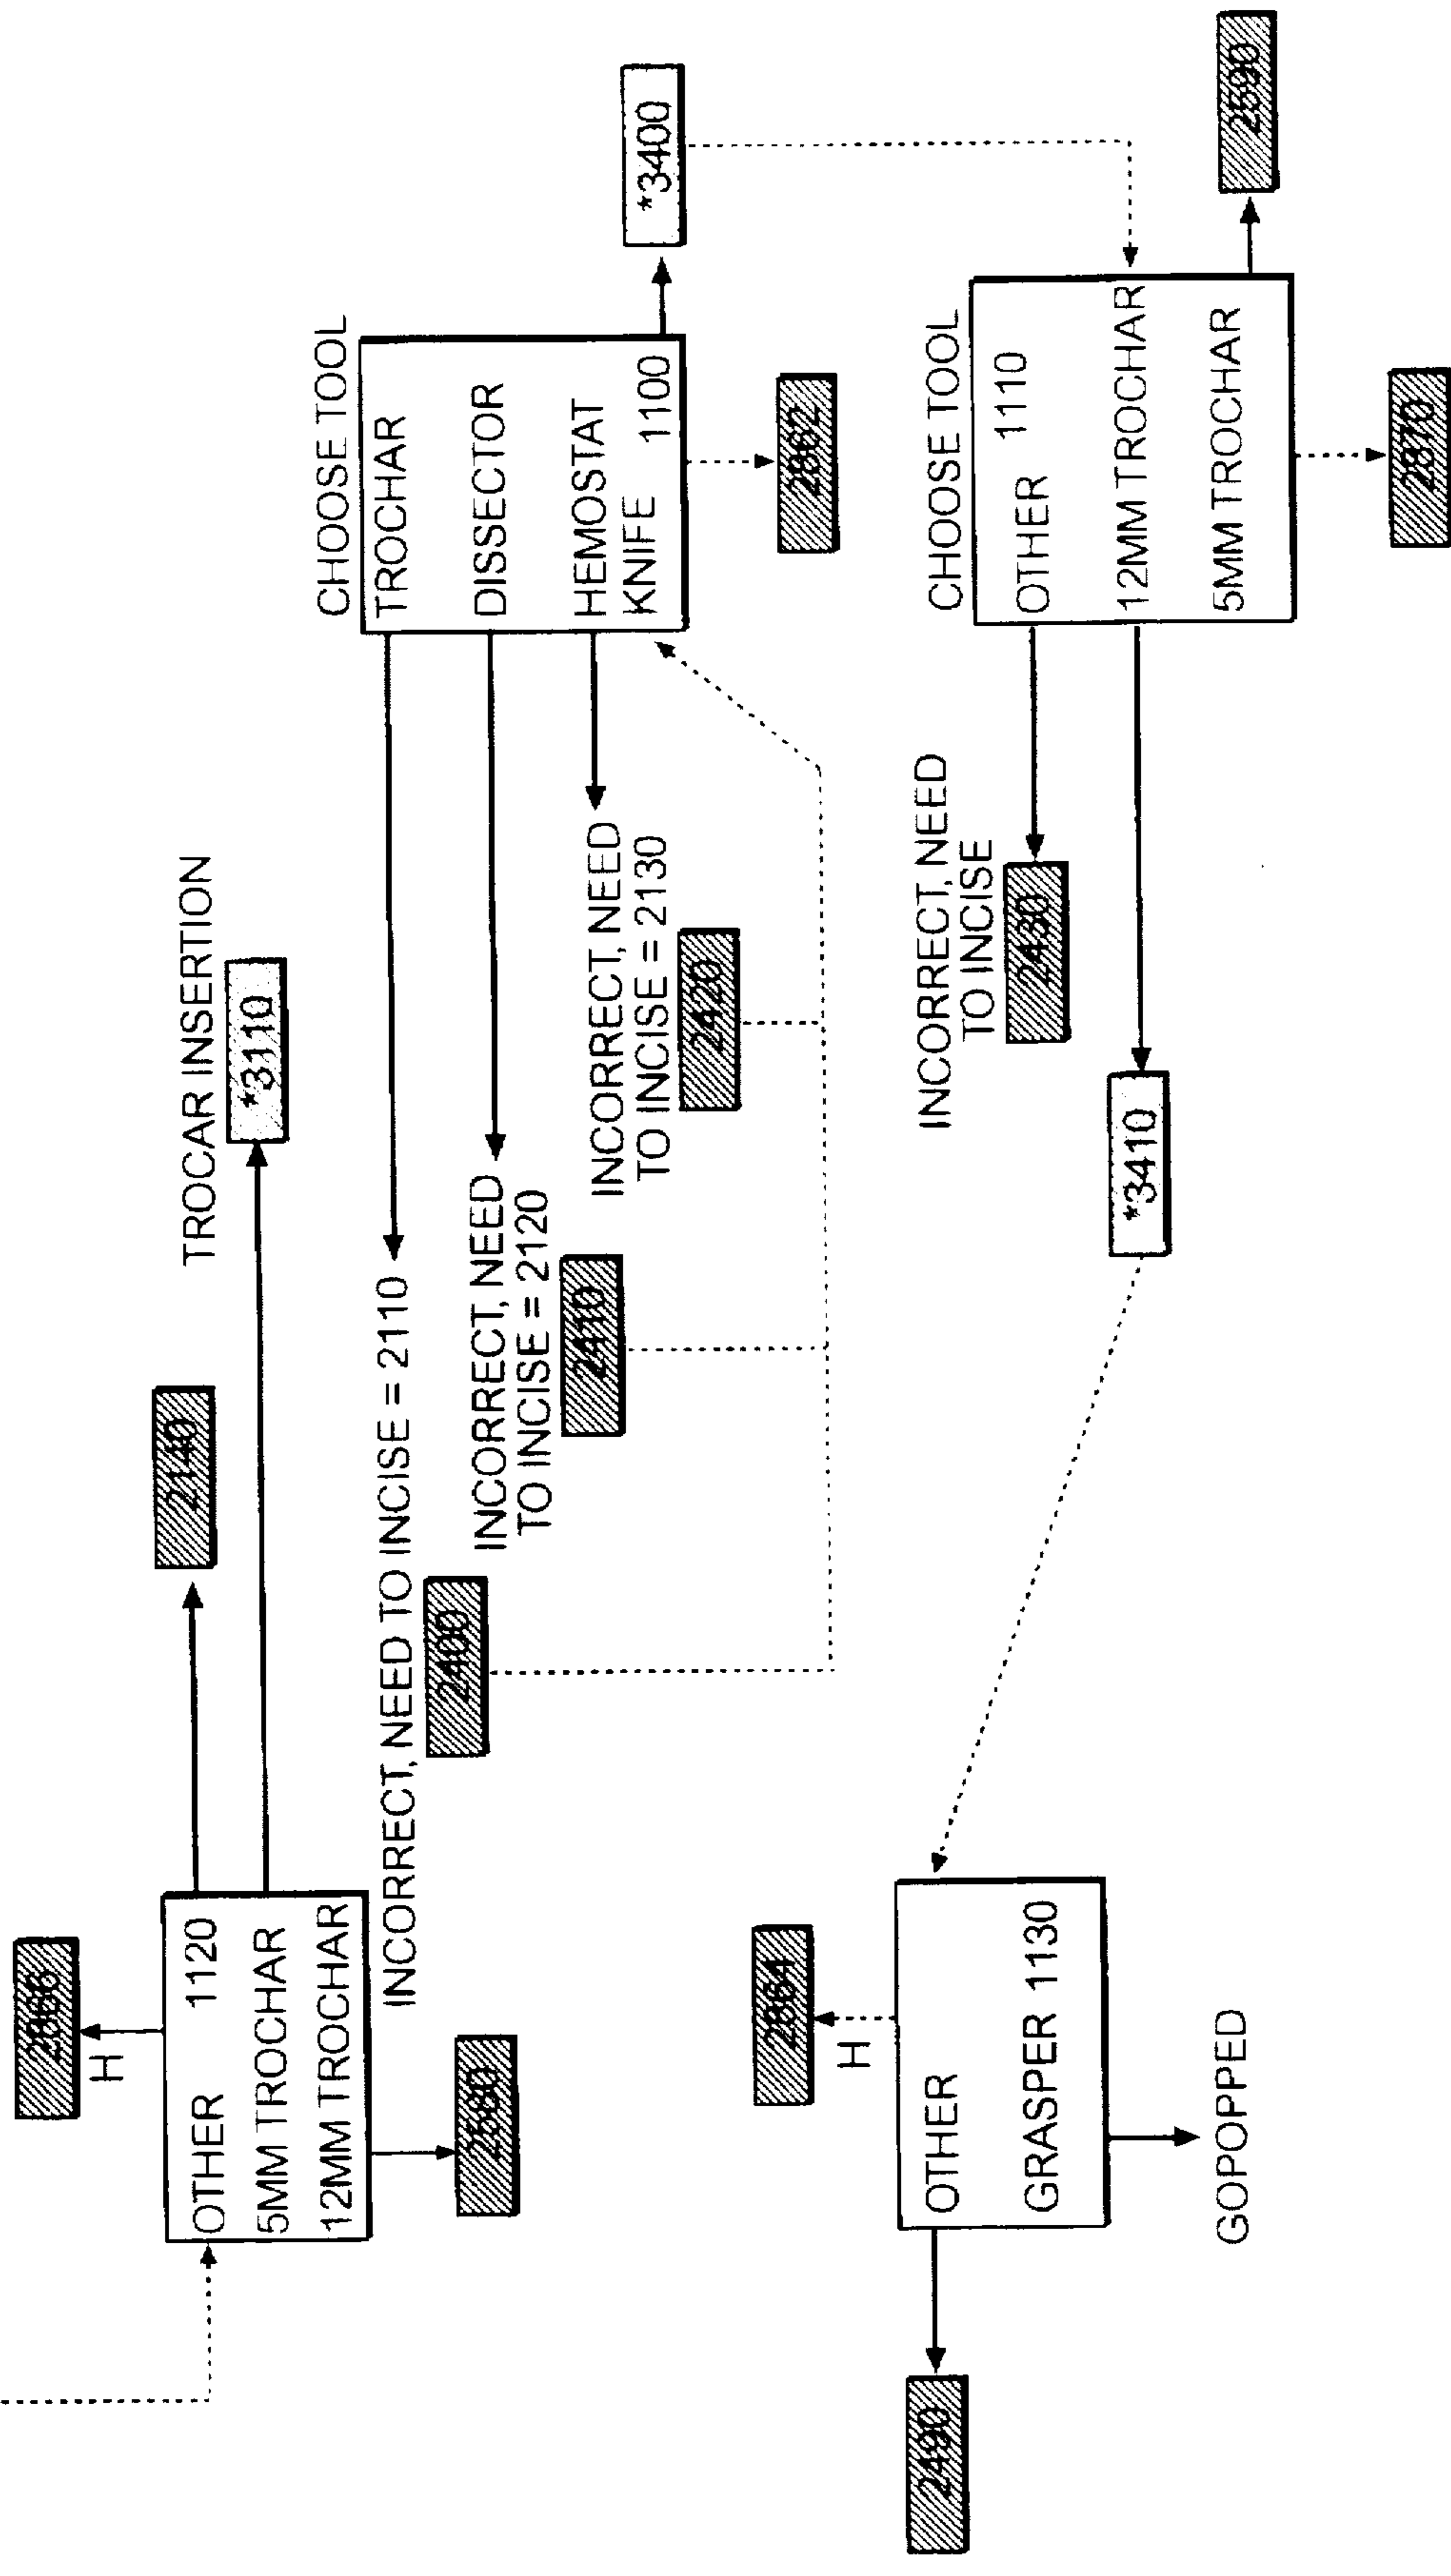 2866
H
OTHER 1120
5MM TROCHAR
12MM TROCHAR
2580
2140
TROCAR INSERTION
*3110
CHOOSE TOOL
TROCHAR
DISSECTOR
HEMOSTAT
KNIFE 1100
*3400
2862
INCORRECT, NEED TO INCISE = 2110
2400
INCORRECT, NEED
TO INCISE = 2120
2410
INCORRECT, NEED
TO INCISE = 2130
2420
2864
H
OTHER
GRASPER 1130
2490
GOPOPPED
*3410
INCORRECT, NEED
TO INCISE
2430
CHOOSE TOOL
OTHER 1110
12MM TROCHAR
5MM TROCHAR
2590
2870